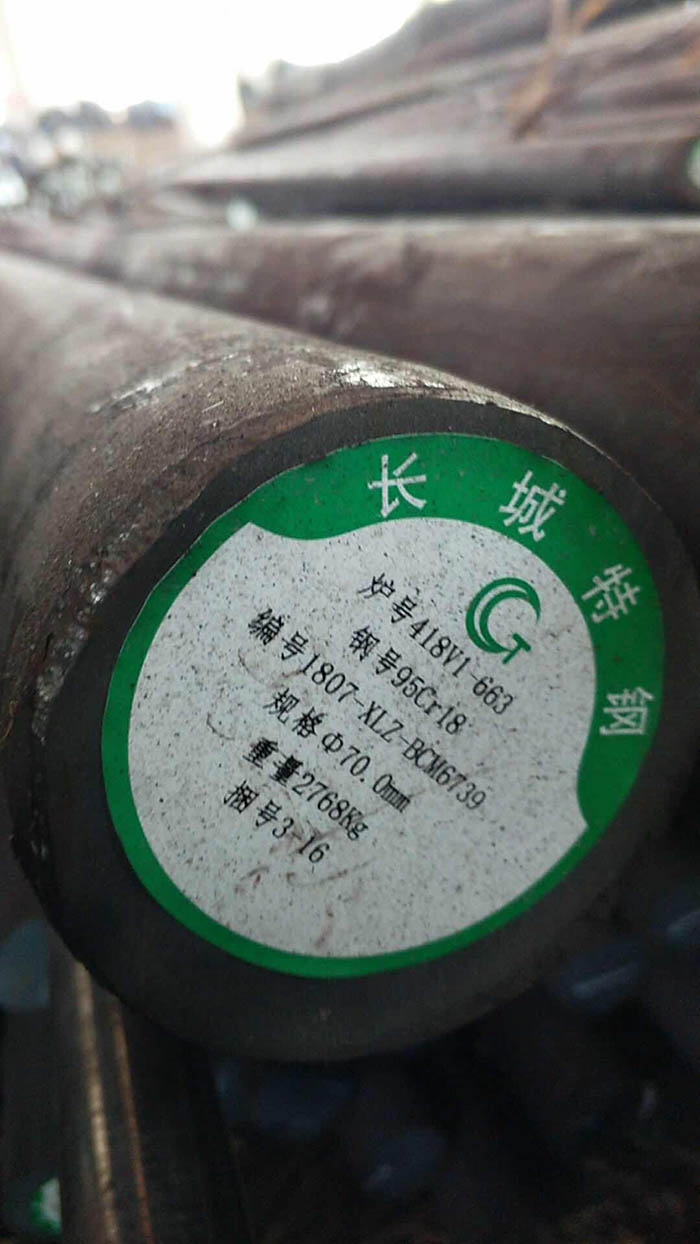 长城特钢
炉号418V1-663
钢号95Cr18
编号1807-XLZ-BCM6739
规格Φ70.0mm
重量2768Kg
捆号3-16